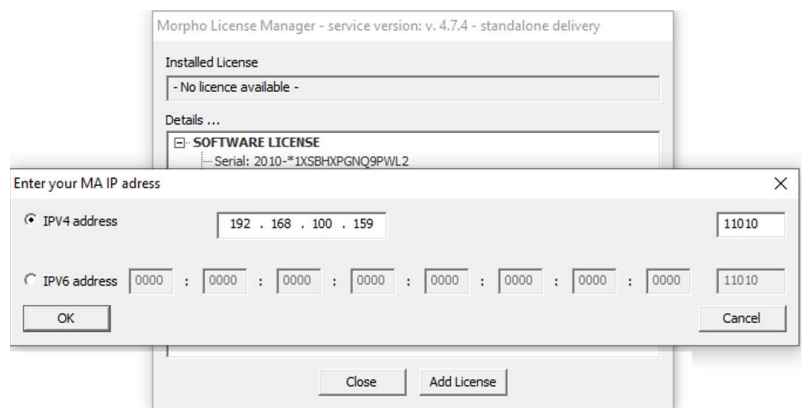 Morpho License Manager - service version: v. 4.7.4 - standalone delivery
Installed License
- No licence available -
Details ...
SOFTWARE LICENSE
Serial: 2010-*1XSBHXPGNQ9PWL2
Enter your MA IP adress
IPV4 address 192 . 168 . 100 . 159 11010
IPV6 address 0000 : 0000 : 0000 : 0000 : 0000 : 0000 : 0000 : 0000 11010
OK Cancel
Close Add License